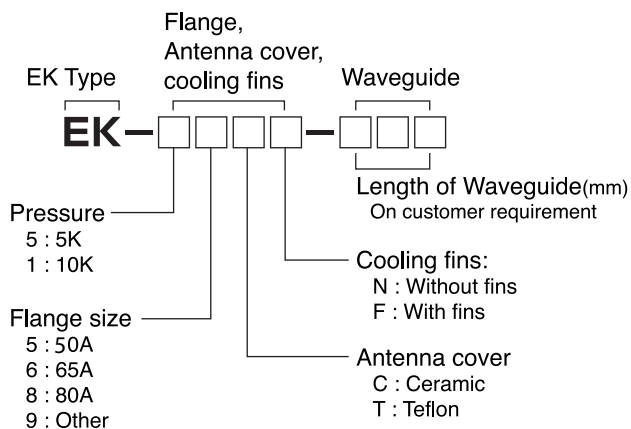 Flange,
Antenna cover,
cooling fins
EK Type
Waveguide
EK－□□□□－□□□
Length of Waveguide(mm)
On customer requirement
Pressure
5 : 5K
1 : 10K
Cooling fins:
N : Without fins
F : With fins
Flange size
5 : 50A
6 : 65A
8 : 80A
9 : Other
Antenna cover
C : Ceramic
T : Teflon